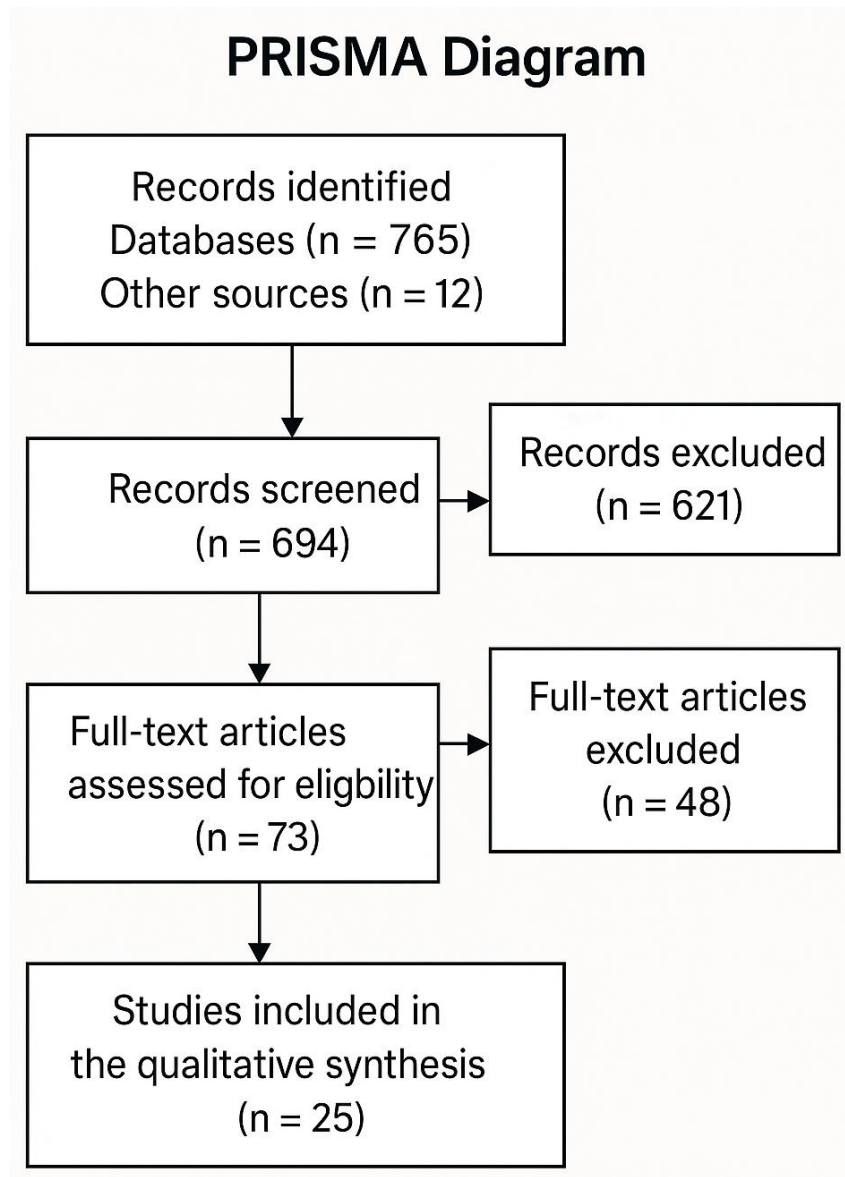 PRISMA Diagram
Records identified
Databases (n = 765)
Other sources (n = 12)
Records screened
(n = 694)
Records excluded
(n = 621)
Full-text articles
assessed for eligbility
(n = 73)
Full-text articles
excluded
(n = 48)
Studies included in
the qualitative synthesis
(n = 25)